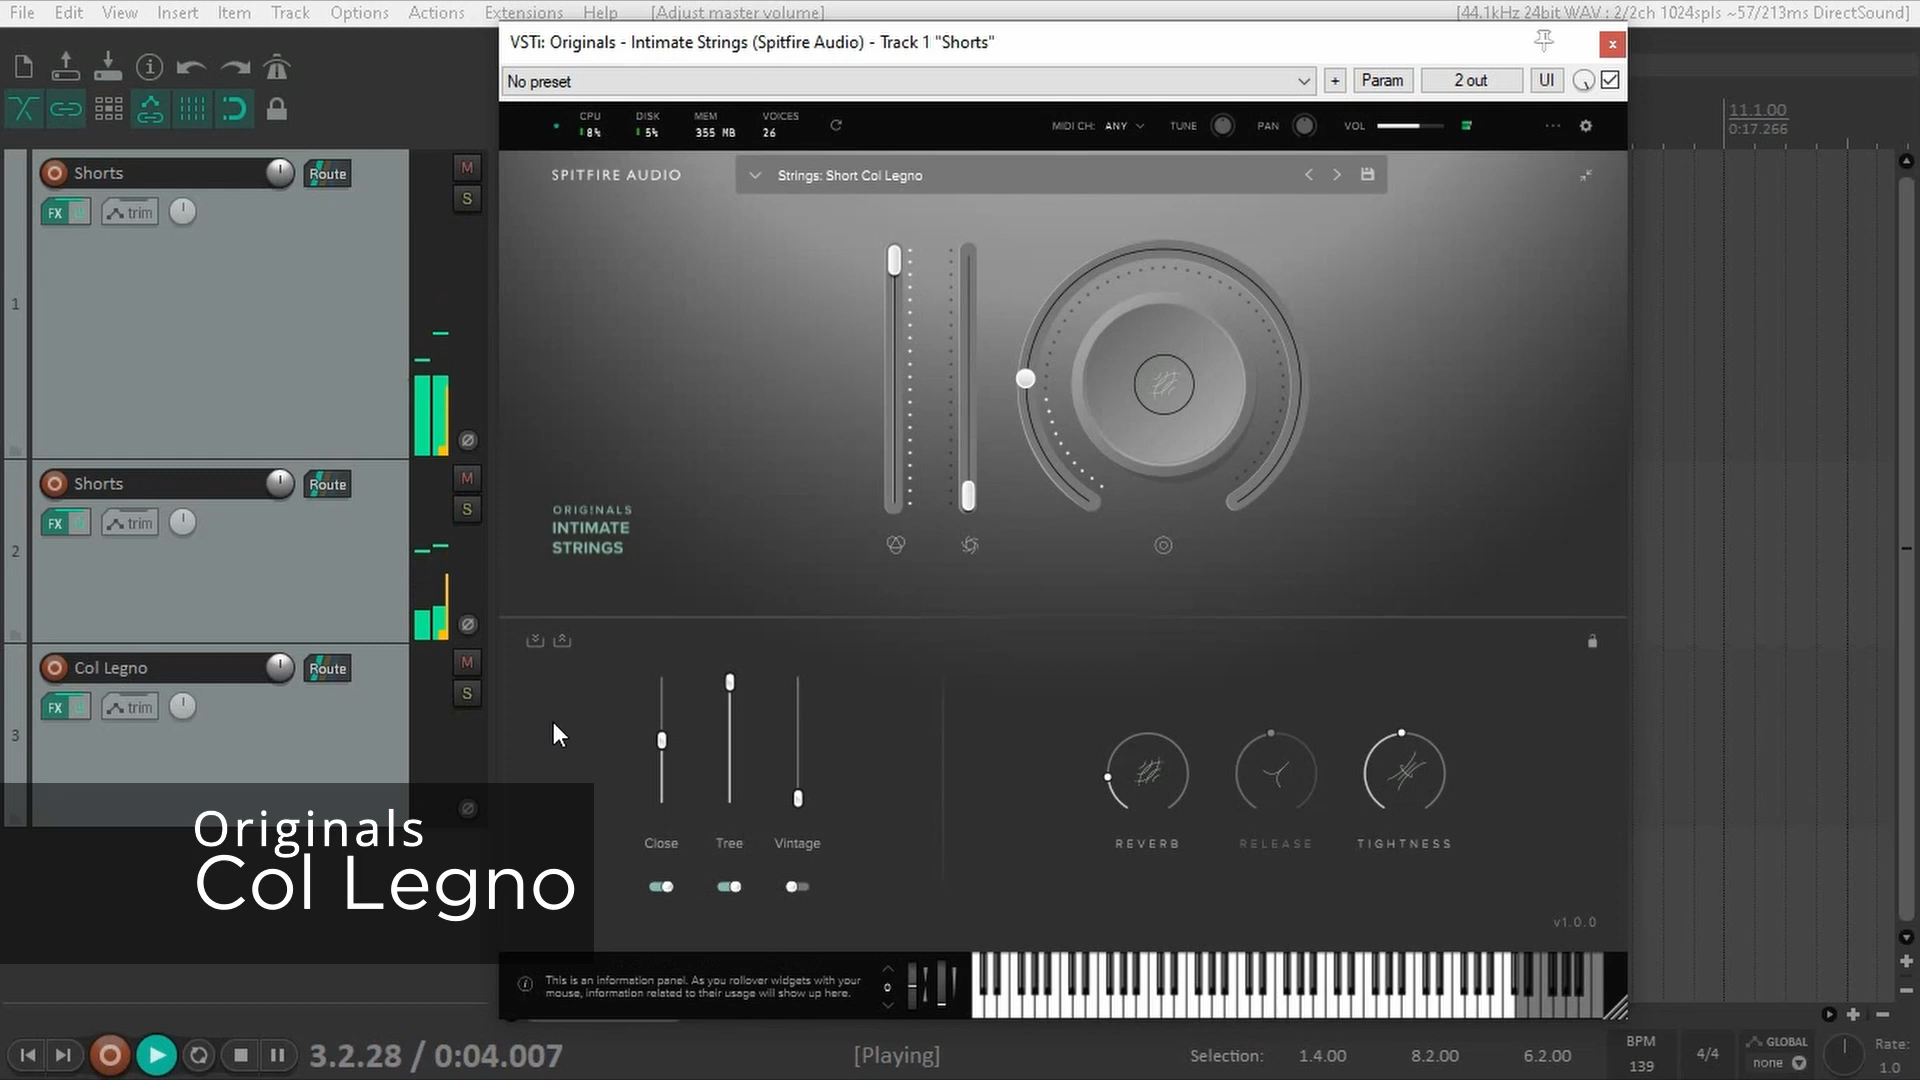 File Edit View Insert Item Track Options Actions Extensions Help [Adjust master volume]
[44.1kHz 24bit WAV : 2/2ch 1024spls ~57/213ms DirectSound]
VSTi: Originals - Intimate Strings (Spitfire Audio) - Track 1 "Shorts"
x
No preset
+ Param 2 out UI
CPU DISK MEM VOICES
8% 5% 355 MB 26
MIDI CH: ANY TUNE PAN VOL
11.1.00
0:17.266
SPITFIRE AUDIO
Strings: Short Col Legno
1
Shorts
Route
M
S
FX trim
2
Shorts
Route
M
S
FX trim
3
Col Legno
Route
M
S
FX trim
ORIGINALS
INTIMATE
STRINGS
Close Tree Vintage
REVERB RELEASE TIGHTNESS
v1.0.0
Originals
Col Legno
This is an information panel. As you rollover widgets with your
mouse, information related to their usage will show up here.
0
3.2.28 / 0:04.007
[Playing]
Selection: 1.4.00 8.2.00 6.2.00
BPM
139
4/4
GLOBAL
none
Rate:
1.0